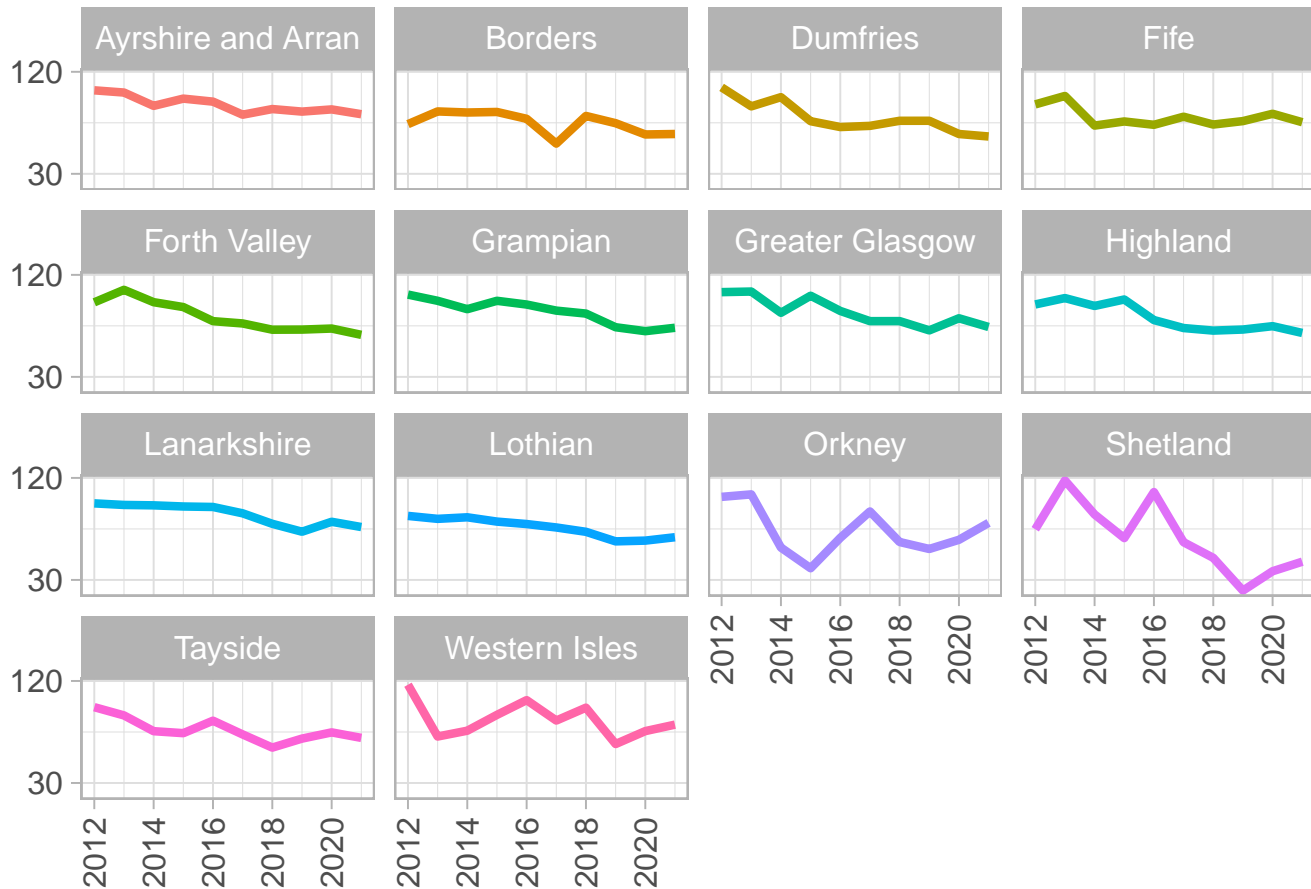 Ayrshire and Arran Borders Dumfries Fife
120
30
Forth Valley Grampian Greater Glasgow Highland
120
30
Lanarkshire Lothian Orkney Shetland
120
30
2012 2014 2016 2018 2020 2012 2014 2016 2018 2020
Tayside Western Isles
120
30
2012 2014 2016 2018 2020 2012 2014 2016 2018 2020